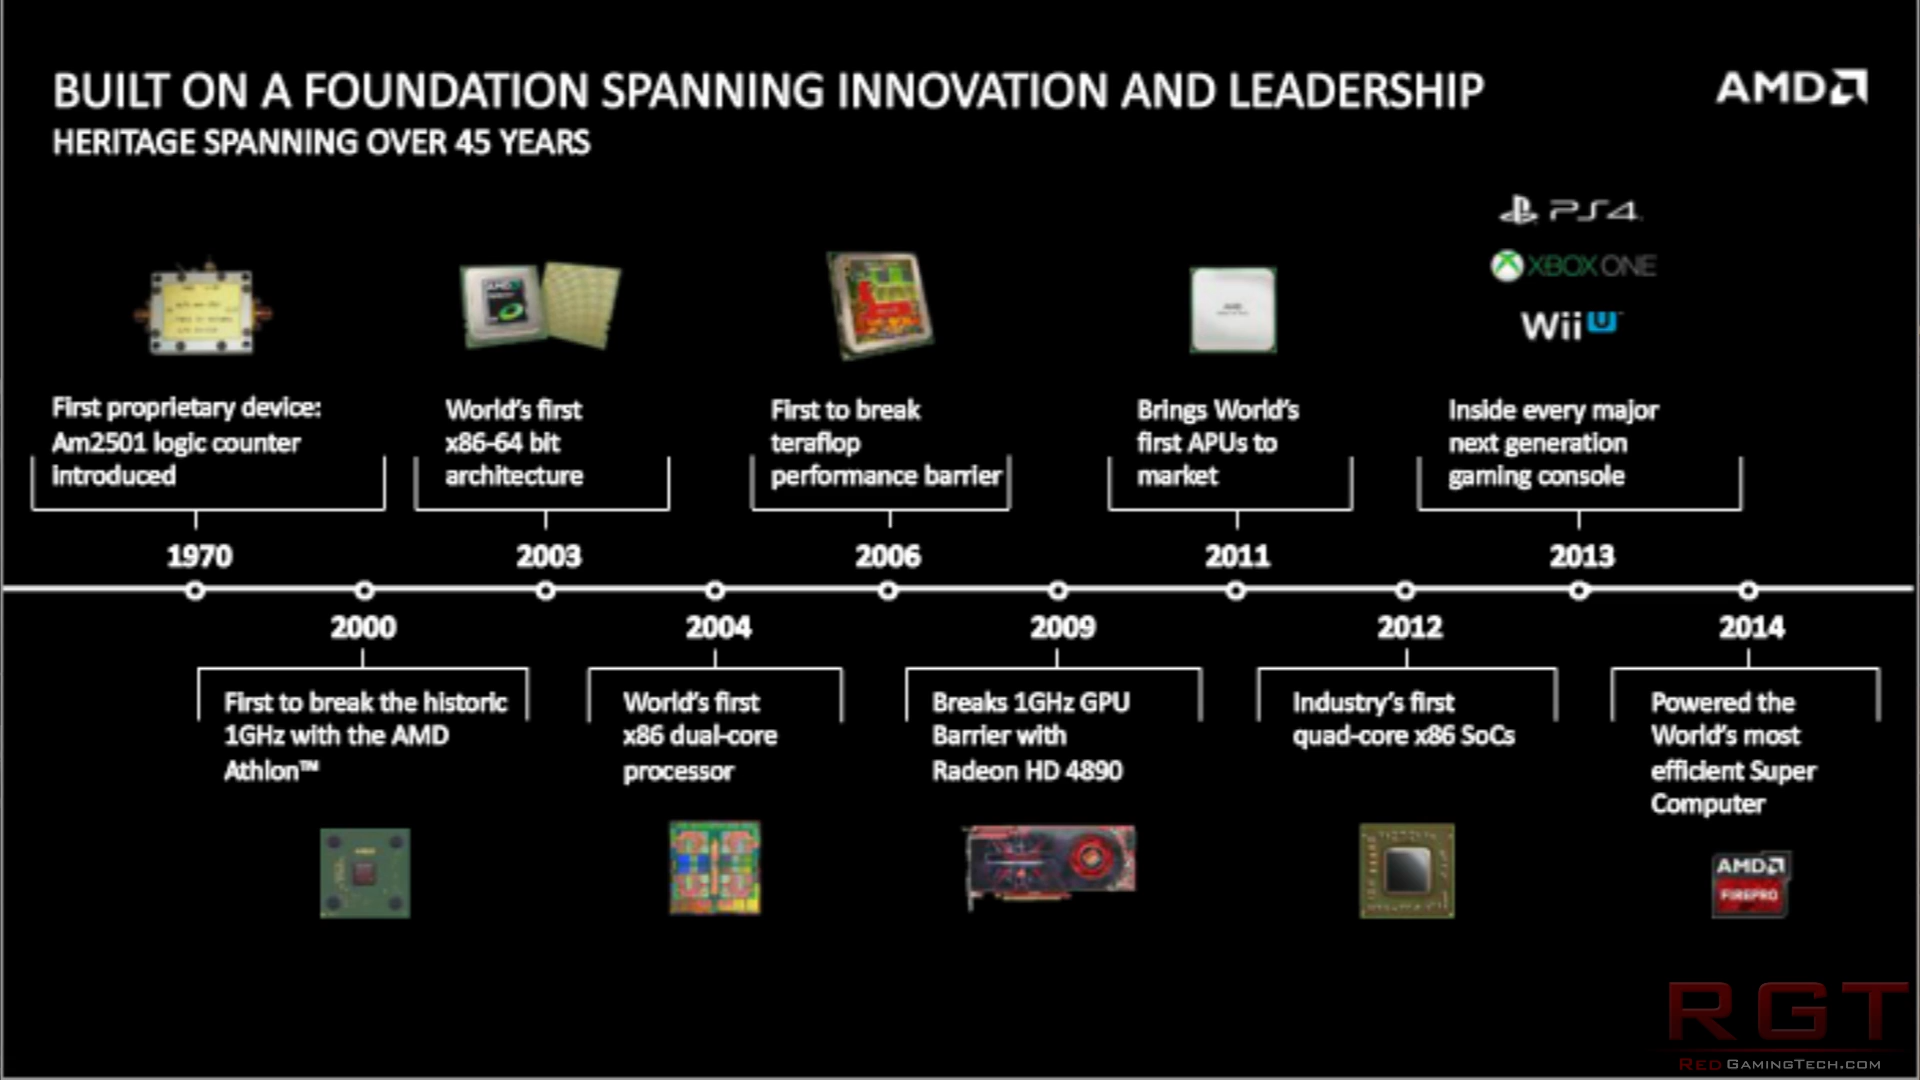 BUILT ON A FOUNDATION SPANNING INNOVATION AND LEADERSHIP
AMD
HERITAGE SPANNING OVER 45 YEARS
PS4
XBOX ONE
Wii U
First proprietary device:
Am2501 logic counter
introduced
World's first
x86-64 bit
architecture
First to break
teraflop
performance barrier
Brings World's
first APUs to
market
Inside every major
next generation
gaming console
1970
2003
2006
2011
2013
2000
2004
2009
2012
2014
First to break the historic
1GHz with the AMD
Athlon™
World's first
x86 dual-core
processor
Breaks 1GHz GPU
Barrier with
Radeon HD 4890
Industry's first
quad-core x86 SoCs
Powered the
World's most
efficient Super
Computer
AMD
FIREPRO
RGT
REDGAMINGTECH.COM